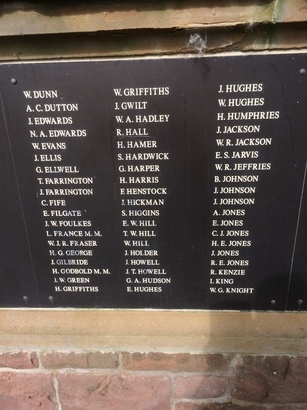 W. DUNN
A. C. DUTTON
J. EDWARDS
N. A. EDWARDS
W. EVANS
J. ELLIS
G. ELLWELL
T. FARRINGTON
J. FARRINGTON
C. FIFE
E. FILGATE
J. W. FOULKES
L. FRANCE M. M.
W. J. R. FRASER
H. G. GEORGE
J. GILBRIDE
H. GODBOLD M. M.
J. W. GREEN
H. GRIFFITHS
W. GRIFFITHS
J. GWILT
W. A. HADLEY
R. HALL
H. HAMER
S. HARDWICK
G. HARPER
H. HARRIS
F. HENSTOCK
J. HICKMAN
S. HIGGINS
E. W. HILL
T. W. HILL
W. HILL
J. HOLDER
J. HOWELL
J. T. HOWELL
G. A. HUDSON
E. HUGHES
J. HUGHES
W. HUGHES
H. HUMPHRIES
J. JACKSON
W. R. JACKSON
E. S. JARVIS
W. R. JEFFRIES
B. JOHNSON
J. JOHNSON
J. JOHNSON
A. JONES
E. JONES
C. J. JONES
H. E. JONES
J. JONES
R. E. JONES
R. KENZIE
J. KING
W. G. KNIGHT